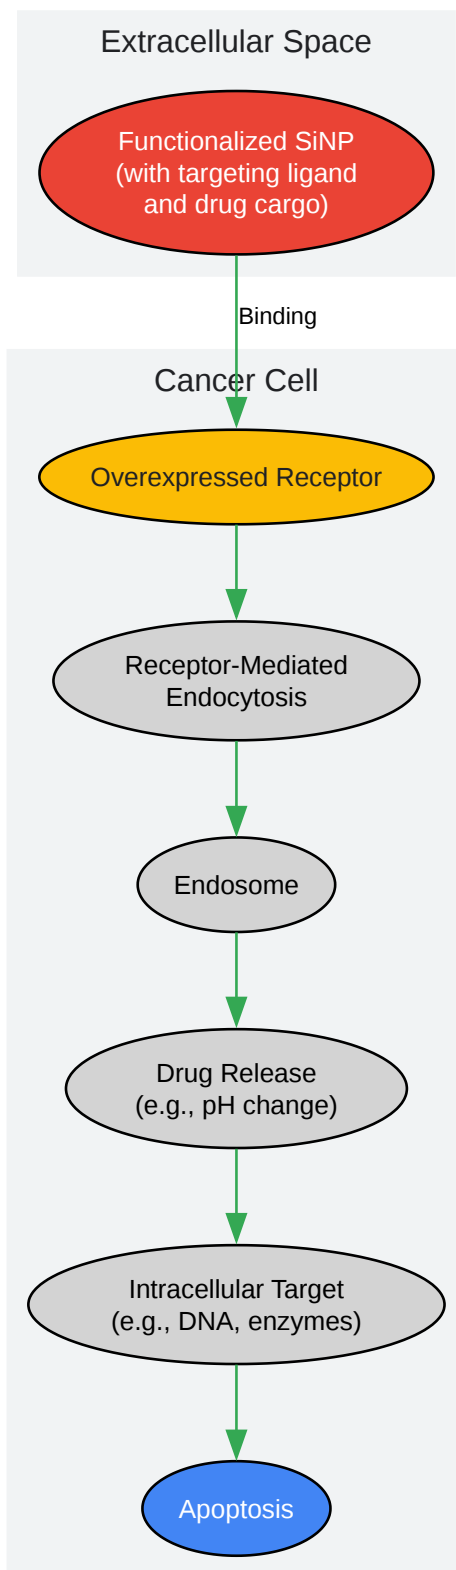 Extracellular Space
Functionalized SiNP
(with targeting ligand
and drug cargo)
Binding
Cancer Cell
Overexpressed Receptor
Receptor-Mediated
Endocytosis
Endosome
Drug Release
(e.g., pH change)
Intracellular Target
(e.g., DNA, enzymes)
Apoptosis